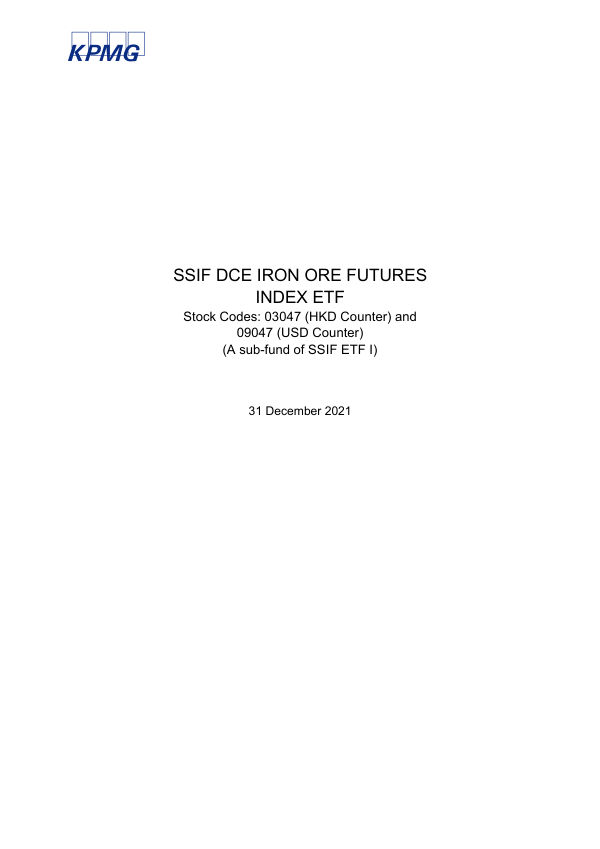 KPMG
SSIF DCE IRON ORE FUTURES
INDEX ETF
Stock Codes: 03047 (HKD Counter) and
09047 (USD Counter)
(A sub-fund of SSIF ETF I)
31 December 2021